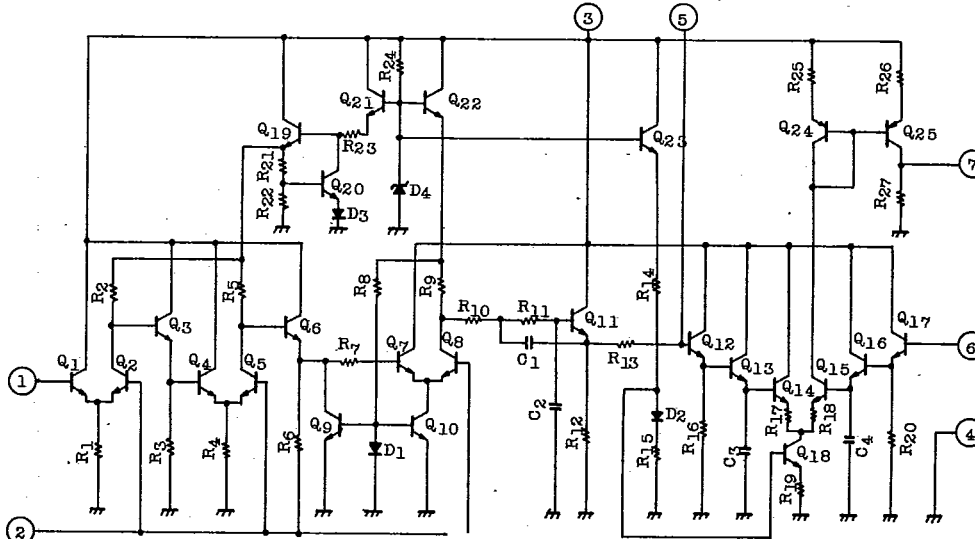 3
5
R24
R25
R26
Q21
Q22
Q24
Q25
Q19
R23
Q23
7
R21
Q20
R22
D4
R27
D3
R2
R5
R8
R9
R14
Q3
Q6
R10
R11
Q11
Q17
Q16
6
Q1
Q2
Q4
Q5
R7
Q7
Q8
C1
R13
Q12
Q13
Q15
1
Q14
R17
R18
C2
D2
Q9
Q10
R1
R3
R4
R6
D1
R12
R15
R16
C3
Q18
C4
R20
4
R19
2